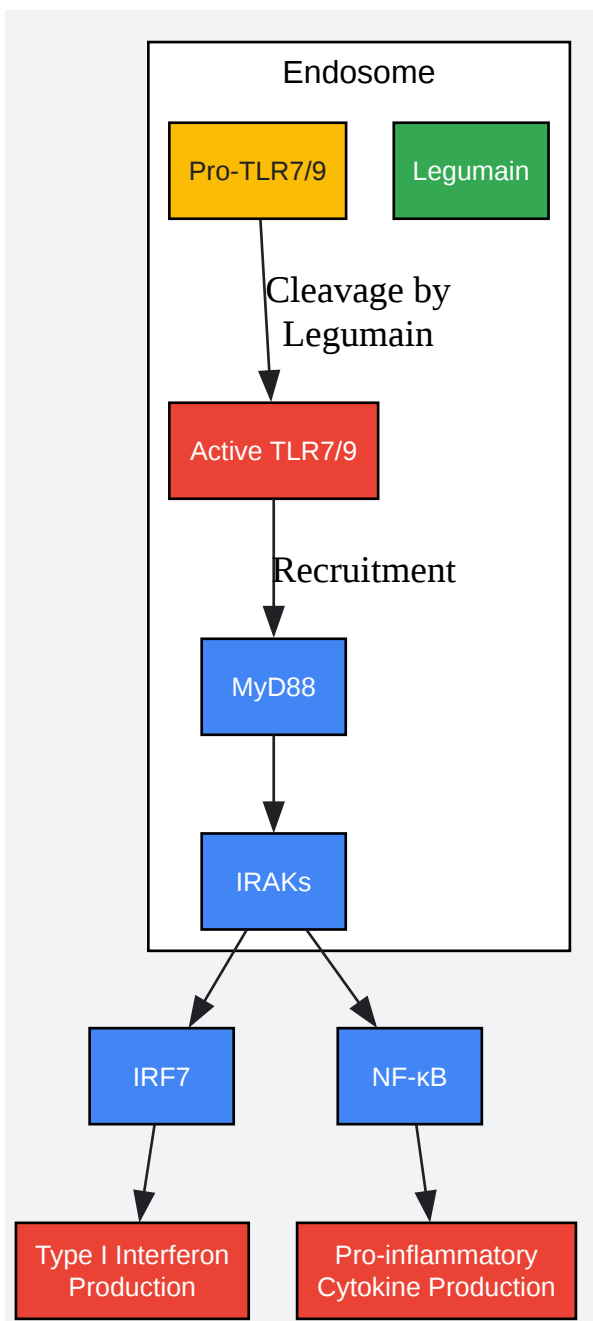 Endosome
Pro-TLR7/9
Legumain
Cleavage by
Legumain
Active TLR7/9
Recruitment
MyD88
IRAKs
IRF7
NF-κB
Type I Interferon
Production
Pro-inflammatory
Cytokine Production